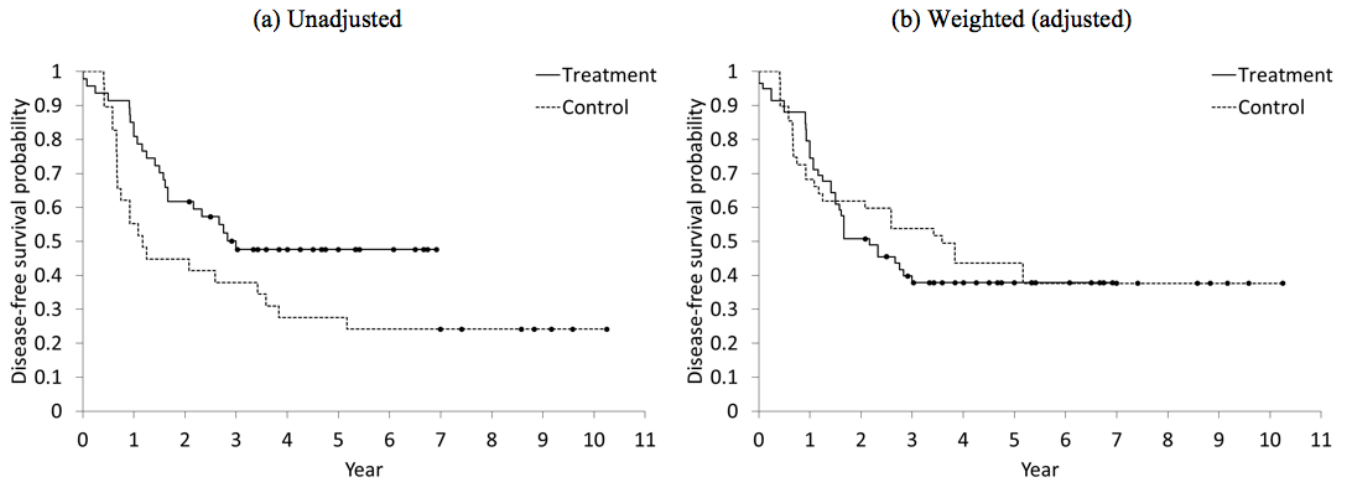 (a) Unadjusted
Treatment
Control
Disease-free survival probability
1
0.9
0.8
0.7
0.6
0.5
0.4
0.3
0.2
0.1
0
0 1 2 3 4 5 6 7 8 9 10 11
Year
(b) Weighted (adjusted)
Treatment
Control
Disease-free survival probability
1
0.9
0.8
0.7
0.6
0.5
0.4
0.3
0.2
0.1
0
0 1 2 3 4 5 6 7 8 9 10 11
Year